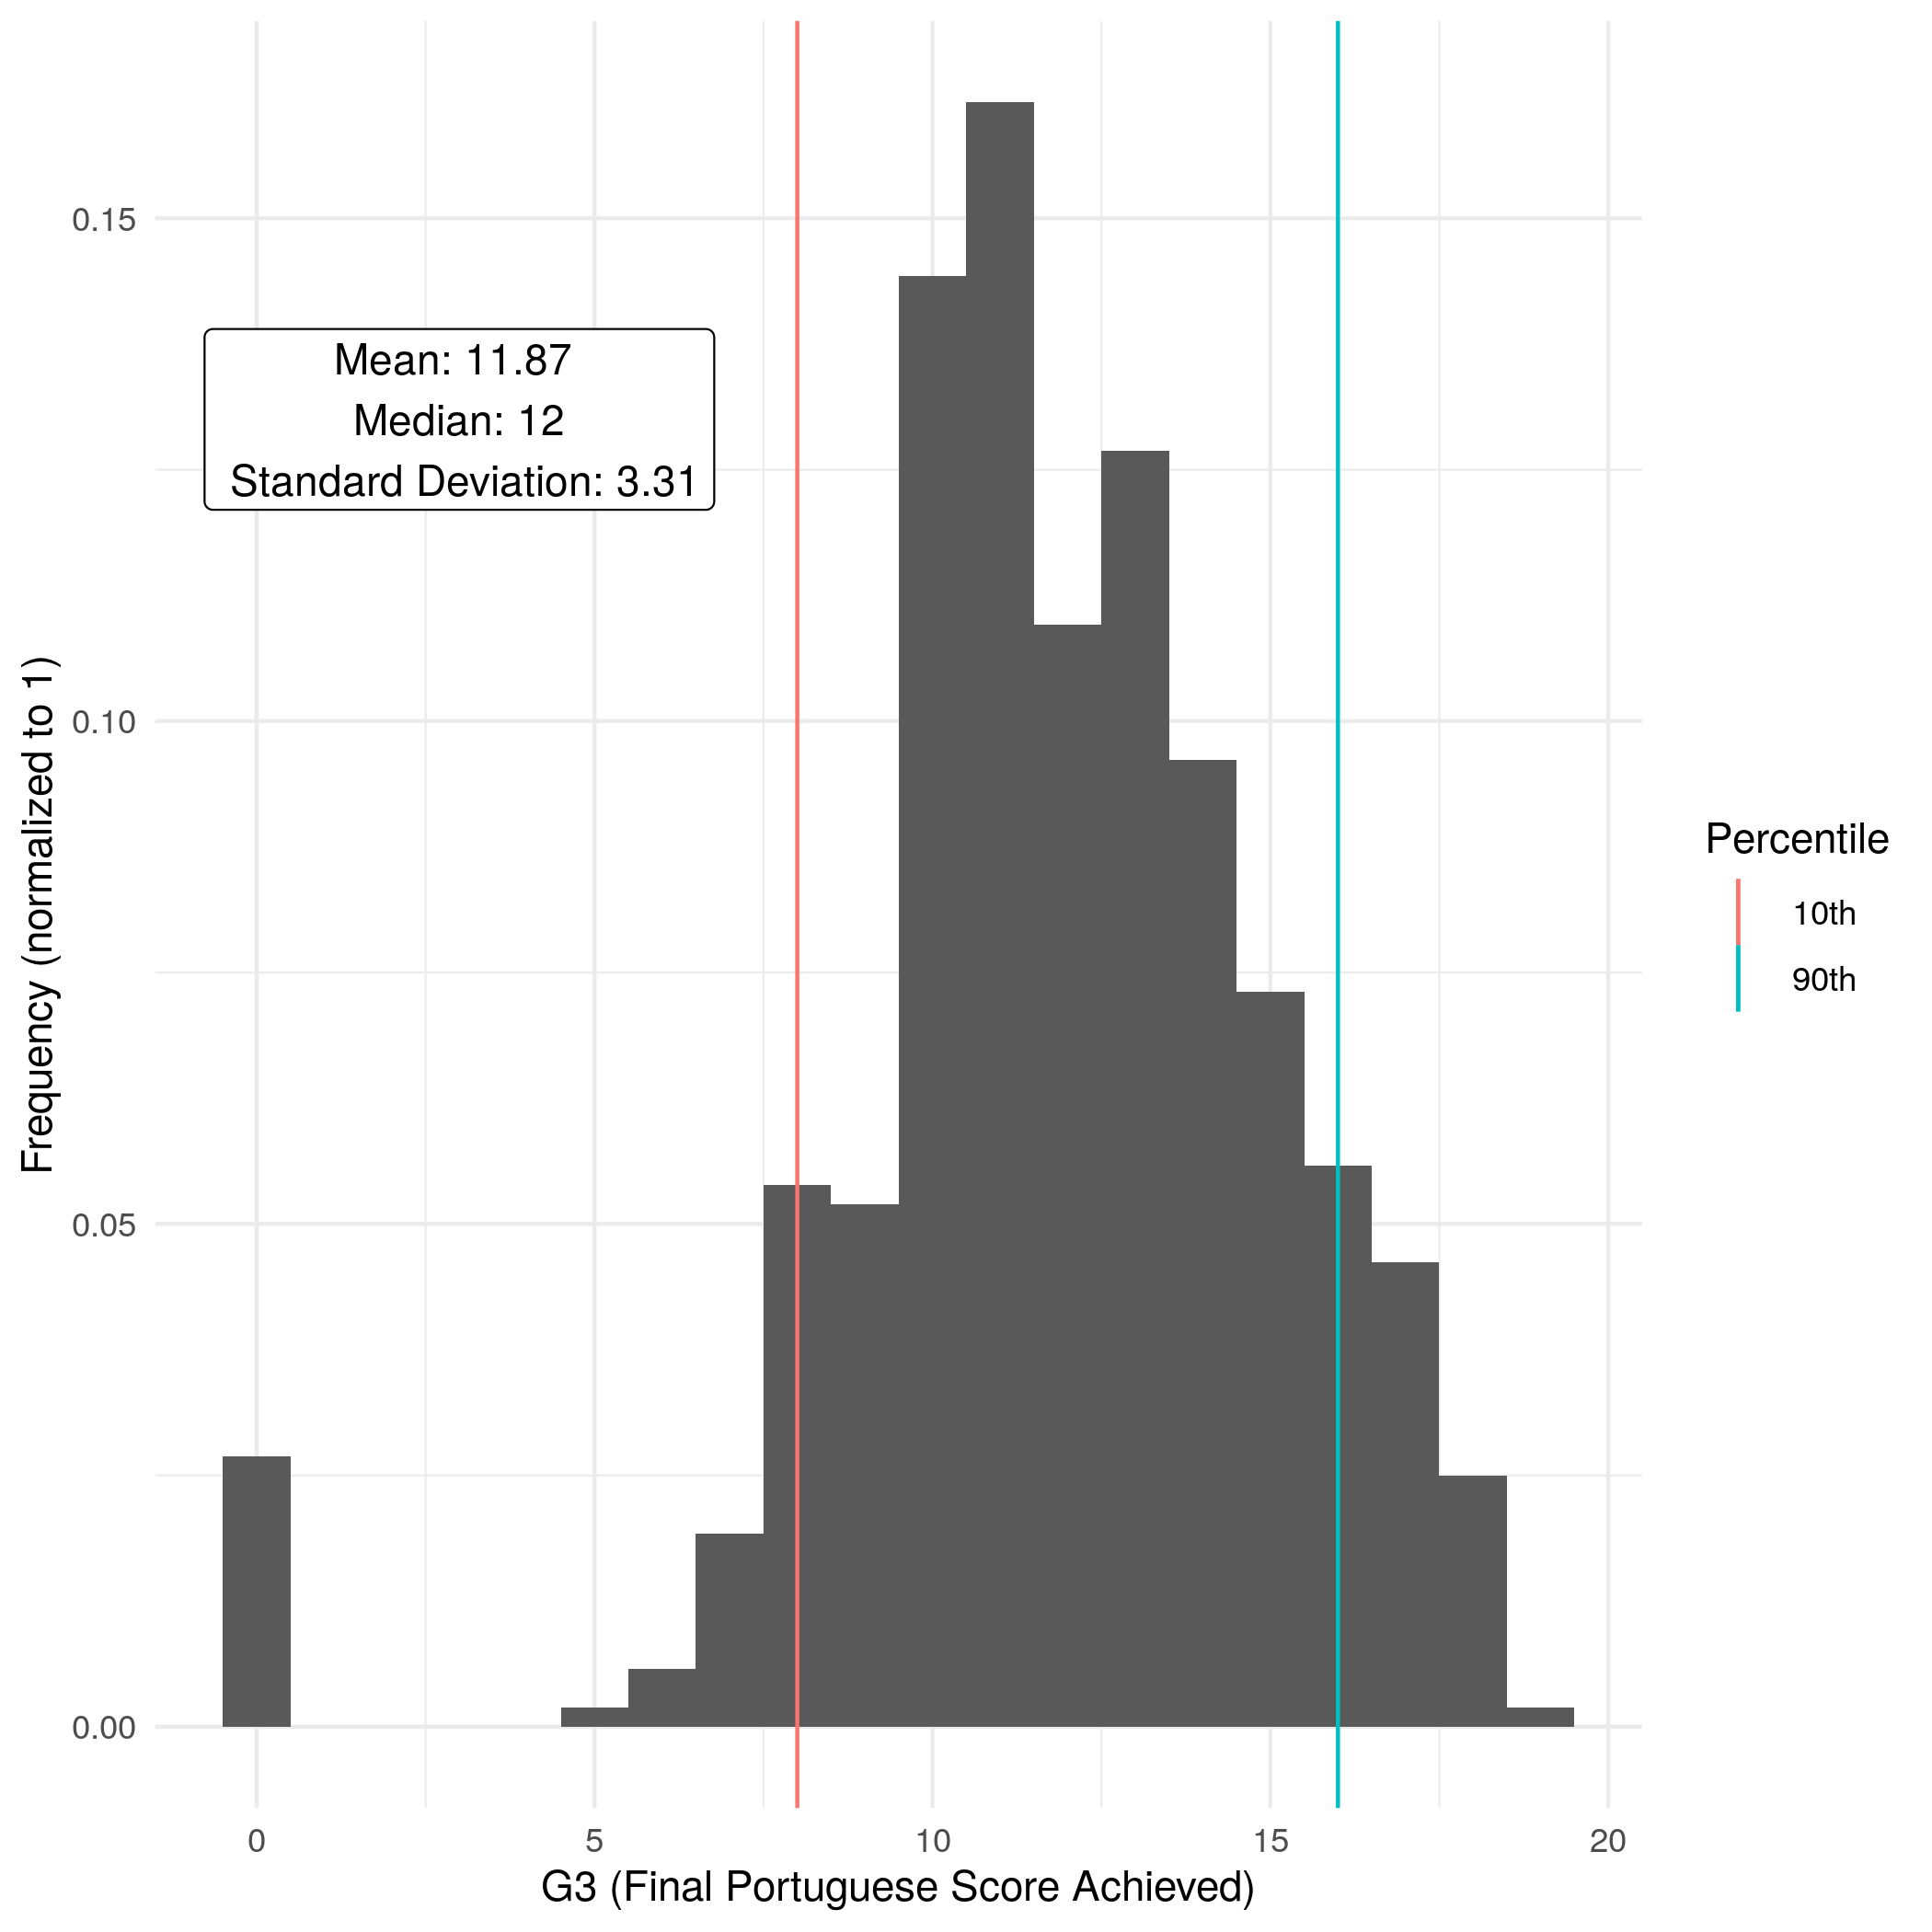 0.15
0.10
0.05
0.00
Frequency (normalized to 1)
Mean: 11.87
Median: 12
Standard Deviation: 3.31
0 5 10 15 20
G3 (Final Portuguese Score Achieved)
Percentile
10th
90th